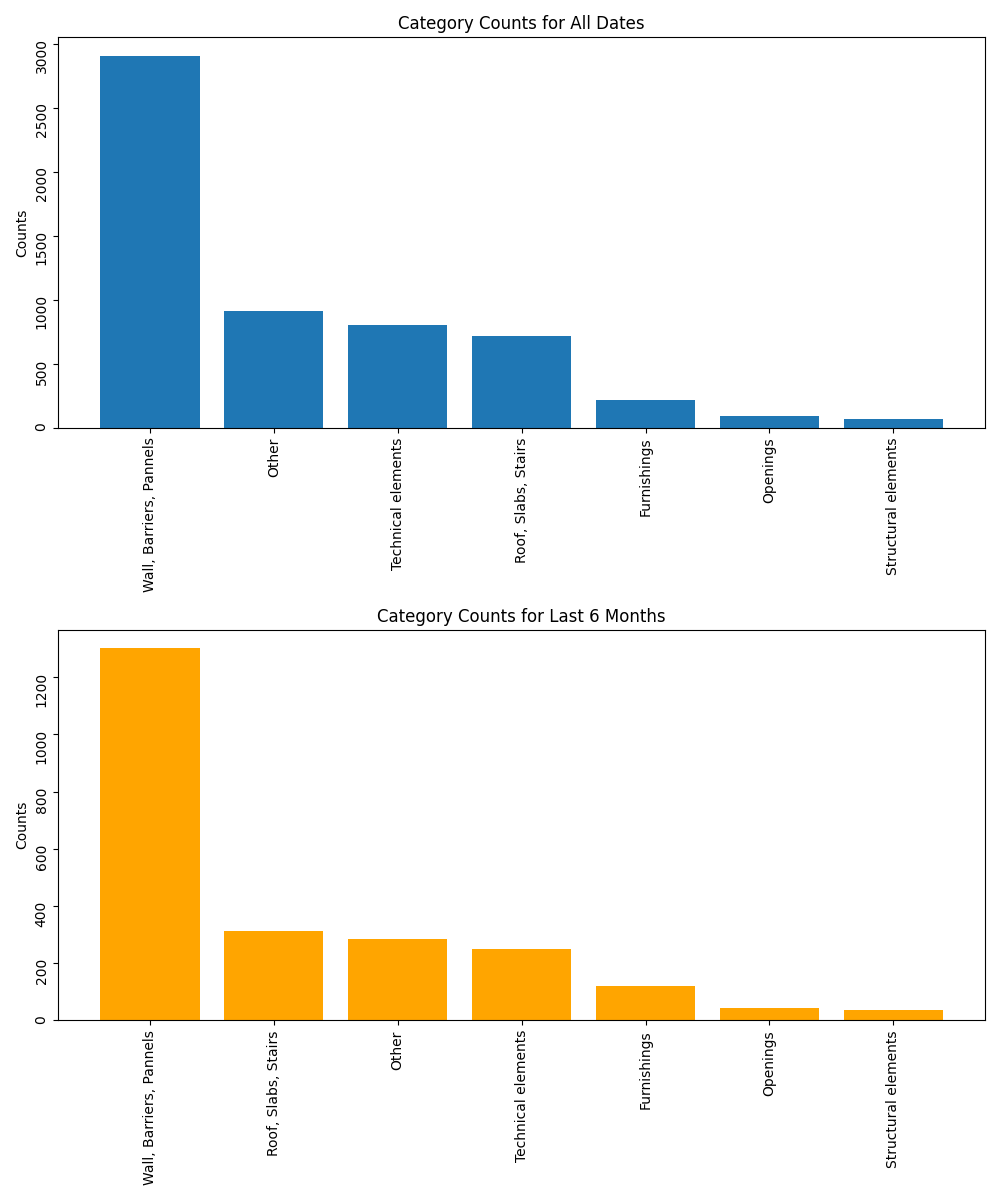 Category Counts for All Dates
Counts
3000
2500
2000
1500
1000
500
0
Wall, Barriers, Pannels
Other
Technical elements
Roof, Slabs, Stairs
Furnishings
Openings
Structural elements
Category Counts for Last 6 Months
Counts
1200
1000
800
600
400
200
0
Wall, Barriers, Pannels
Roof, Slabs, Stairs
Other
Technical elements
Furnishings
Openings
Structural elements